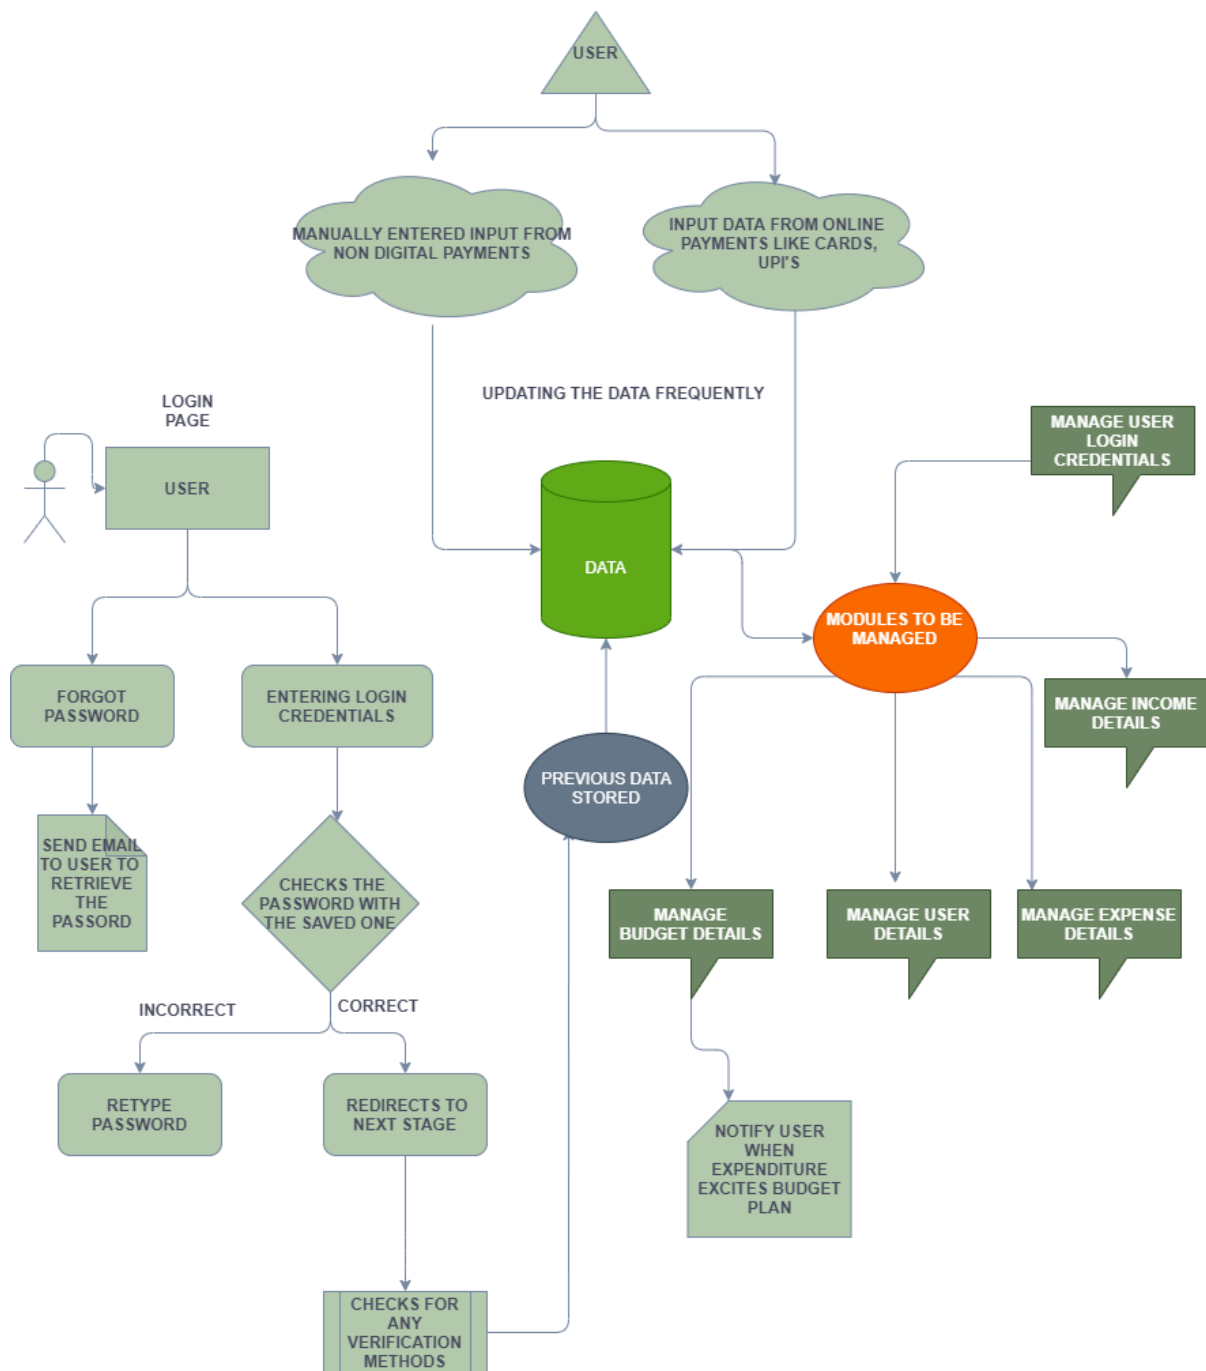 USER
MANUALLY ENTERED INPUT FROM
NON DIGITAL PAYMENTS
INPUT DATA FROM ONLINE
PAYMENTS LIKE CARDS,
UPI'S
UPDATING THE DATA FREQUENTLY
LOGIN
PAGE
USER
MANAGE USER
LOGIN
CREDENTIALS
DATA
MODULES TO BE
MANAGED
FORGOT
PASSWORD
ENTERING LOGIN
CREDENTIALS
MANAGE INCOME
DETAILS
PREVIOUS DATA
STORED
SEND EMAIL
TO USER TO
RETRIEVE
THE
PASSORD
CHECKS THE
PASSWORD WITH
THE SAVED ONE
MANAGE
BUDGET DETAILS
MANAGE USER
DETAILS
MANAGE EXPENSE
DETAILS
INCORRECT
CORRECT
RETYPE
PASSWORD
REDIRECTS TO
NEXT STAGE
NOTIFY USER
WHEN
EXPENDITURE
EXCITES BUDGET
PLAN
CHECKS FOR
ANY
VERIFICATION
METHODS